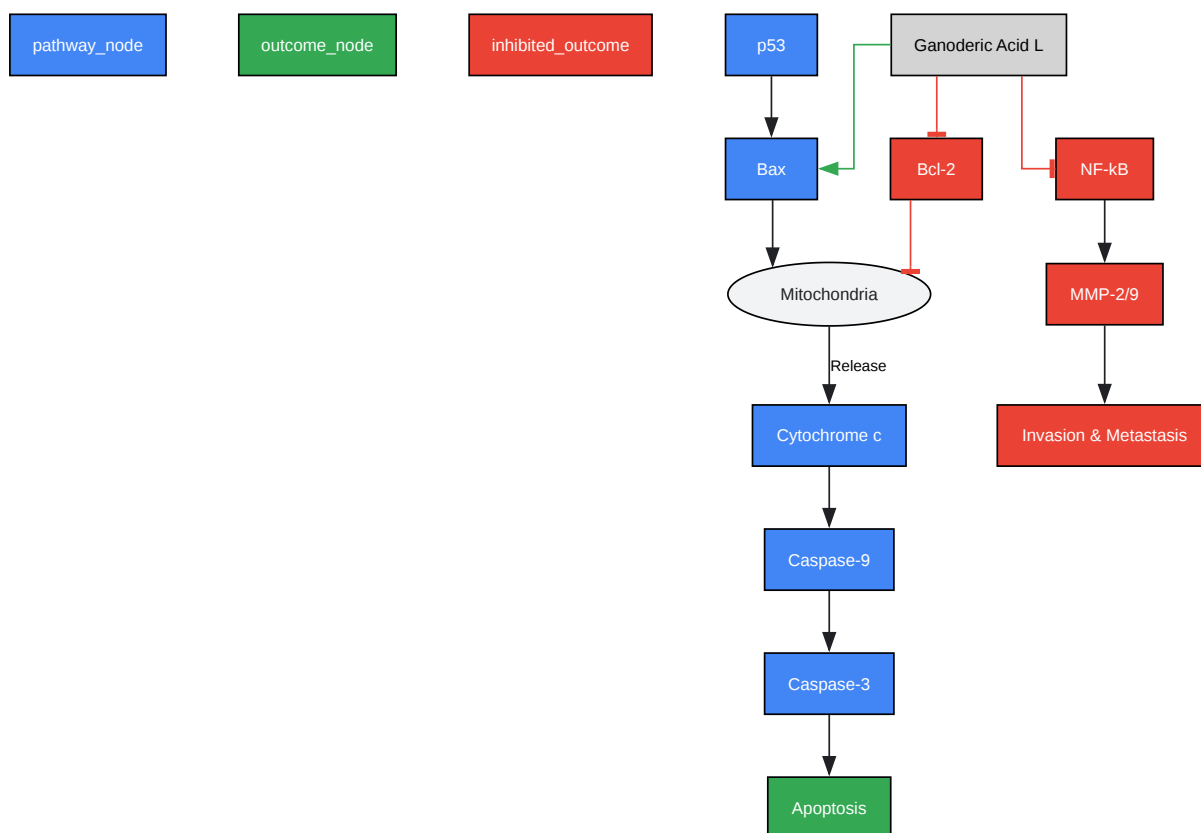 pathway_node
outcome_node
inhibited_outcome
p53
Ganoderic Acid L
Bax
Bcl-2
NF-kB
Mitochondria
MMP-2/9
Release
Cytochrome c
Invasion & Metastasis
Caspase-9
Caspase-3
Apoptosis